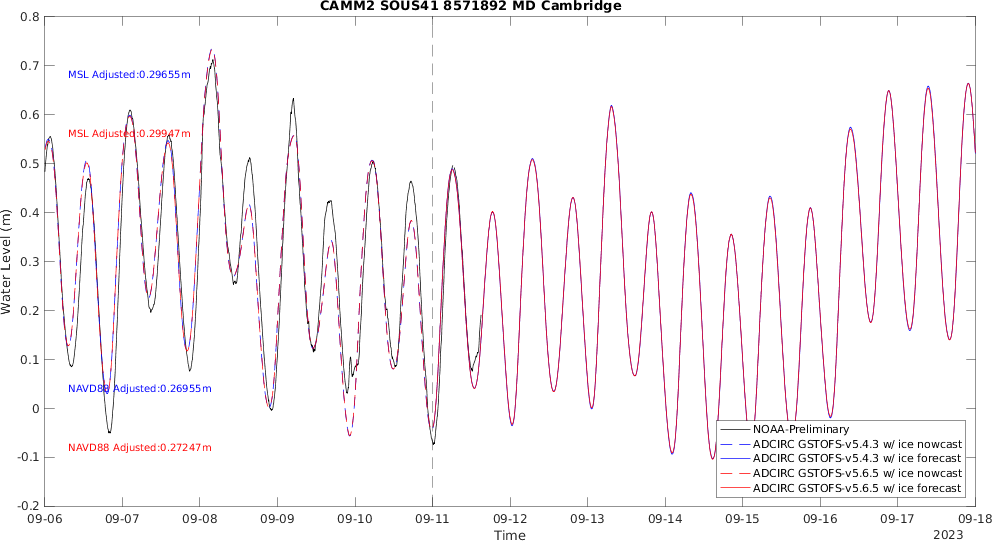 CAMM2 SOUS41 8571892 MD Cambridge
0.8
0.7
0.6
0.5
0.4
0.3
0.2
0.1
0
-0.1
-0.2
Water Level (m)
MSL Adjusted:0.29655m
MSL Adjusted:0.29947m
NAVD88 Adjusted:0.26955m
NAVD88 Adjusted:0.27247m
NOAA-Preliminary
ADCIRC GSTOFS-v5.4.3 w/ ice nowcast
ADCIRC GSTOFS-v5.4.3 w/ ice forecast
ADCIRC GSTOFS-v5.6.5 w/ ice nowcast
ADCIRC GSTOFS-v5.6.5 w/ ice forecast
09-06 09-07 09-08 09-09 09-10 09-11 09-12 09-13 09-14 09-15 09-16 09-17 09-18
Time
2023